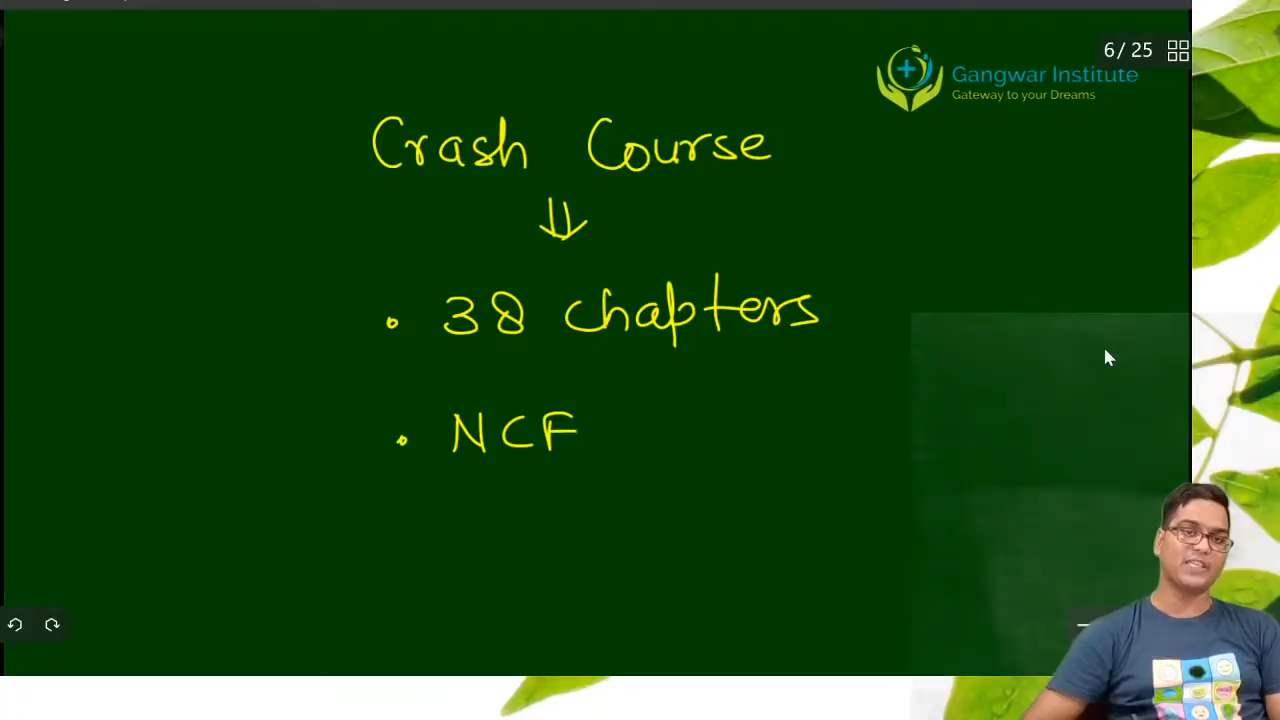 6 / 25
Gangwar Institute
Gateway to your Dreams
Crash Course
38 chapters
NCF